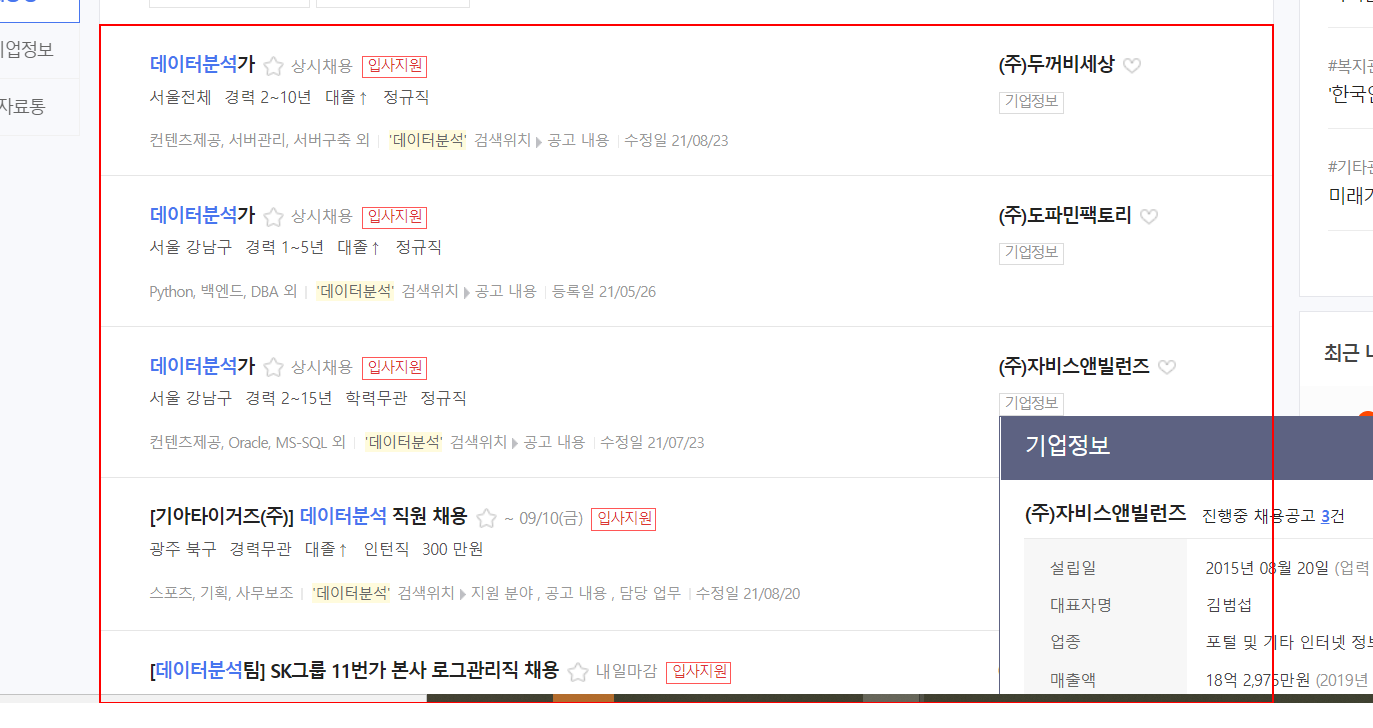 기업정보
자료통
데이터분석가 상시채용 입사지원 (주)두꺼비세상
서울전체 경력 2~10년 대졸↑ 정규직 기업정보
컨텐츠제공, 서버관리, 서버구축 외 '데이터분석' 검색위치 공고 내용 수정일 21/08/23
데이터분석가 상시채용 입사지원 (주)도파민팩토리
서울 강남구 경력 1~5년 대졸↑ 정규직 기업정보
Python, 백엔드, DBA 외 '데이터분석' 검색위치 공고 내용 등록일 21/05/26
데이터분석가 상시채용 입사지원 (주)자비스앤빌런즈
서울 강남구 경력 2~15년 학력무관 정규직 기업정보
컨텐츠제공, Oracle, MS-SQL 외 '데이터분석' 검색위치 공고 내용 수정일 21/07/23
[기아타이거즈(주)] 데이터분석 직원 채용 ~ 09/10(금) 입사지원
광주 북구 경력무관 대졸↑ 인턴직 300 만원
스포츠, 기획, 사무보조 '데이터분석' 검색위치 지원 분야 , 공고 내용 , 담당 업무 수정일 21/08/20
[데이터분석팀] SK그룹 11번가 본사 로그관리직 채용 내일마감 입사지원
기업정보
(주)자비스앤빌런즈 진행중 채용공고 3건
설립일 2015년 08월 20일 (업력
대표자명 김범섭
업종 포털 및 기타 인터넷
매출액 18억 2,975만원 (2019년
#복지
'한국
#기타
미래
최근